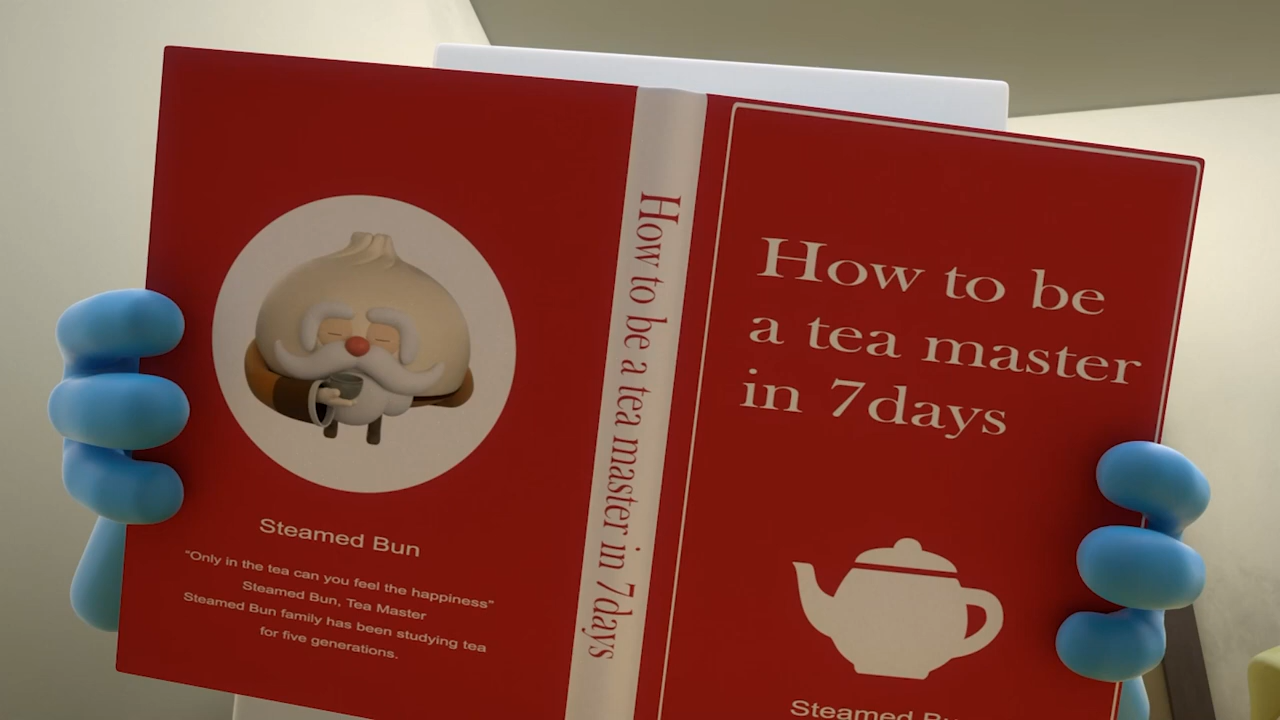 Steamed Bun
“Only in the tea can you feel the happiness”
Steamed Bun, Tea Master
Steamed Bun family has been studying tea
for five generations.
How to be a tea master in 7days
How to be
a tea master
in 7days
Steamed